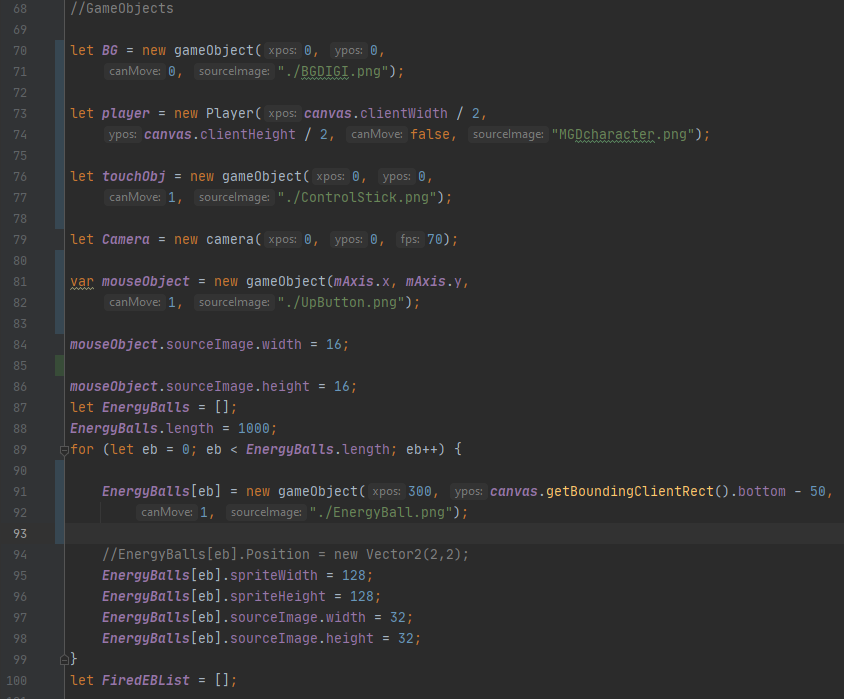 68 //GameObjects
69
70 let BG = new gameObject( xpos: 0, ypos: 0,
71 canMove: 0, sourceImage: "./BGDIGI.png");
72
73 let player = new Player( xpos: canvas.clientWidth / 2,
74 ypos: canvas.clientHeight / 2, canMove: false, sourceImage: "MGDcharacter.png");
75
76 let touchObj = new gameObject( xpos: 0, ypos: 0,
77 canMove: 1, sourceImage: "./ControlStick.png");
78
79 let Camera = new camera( xpos: 0, ypos: 0, fps: 70);
80
81 var mouseObject = new gameObject(mAxis.x, mAxis.y,
82 canMove: 1, sourceImage: "./UpButton.png");
83
84 mouseObject.sourceImage.width = 16;
85
86 mouseObject.sourceImage.height = 16;
87 let EnergyBalls = [];
88 EnergyBalls.length = 1000;
89 for (let eb = 0; eb < EnergyBalls.length; eb++) {
90
91 EnergyBalls[eb] = new gameObject( xpos: 300, ypos: canvas.getBoundingClientRect().bottom - 50,
92 canMove: 1, sourceImage: "./EnergyBall.png");
93
94 //EnergyBalls[eb].Position = new Vector2(2,2);
95 EnergyBalls[eb].spriteWidth = 128;
96 EnergyBalls[eb].spriteHeight = 128;
97 EnergyBalls[eb].sourceImage.width = 32;
98 EnergyBalls[eb].sourceImage.height = 32;
99 }
100 let FiredEBList = [];